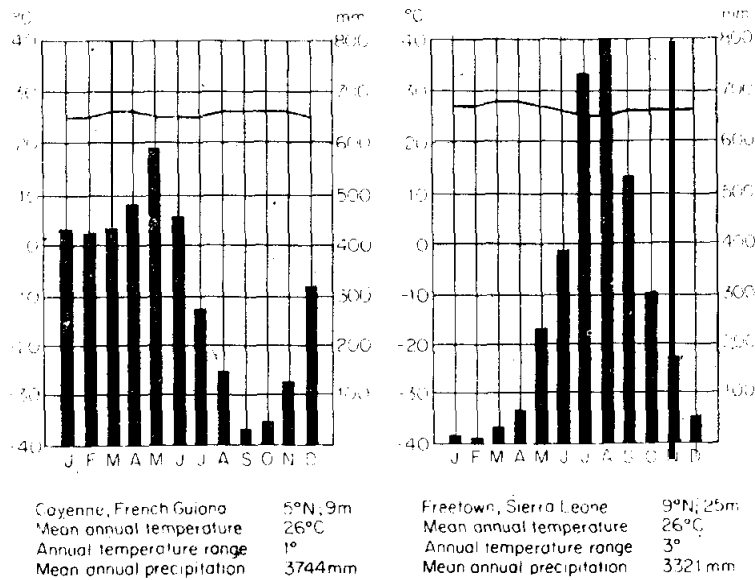 °C mm °C mm
40 800 40 800
30 700 30 700
20 600 20 600
10 500 10 500
0 400 0 400
-10 300 -10 300
-20 200 -20 200
-30 100 -30 100
-40 -40
J F M A M J J A S O N D J F M A M J J A S O N D
Cayenne, French Guiana 5°N; 9m
Mean annual temperature 26°C
Annual temperature range 1°
Mean annual precipitation 3744mm
Freetown, Sierra Leone 9°N; 25m
Mean annual temperature 26°C
Annual temperature range 3°
Mean annual precipitation 3321mm